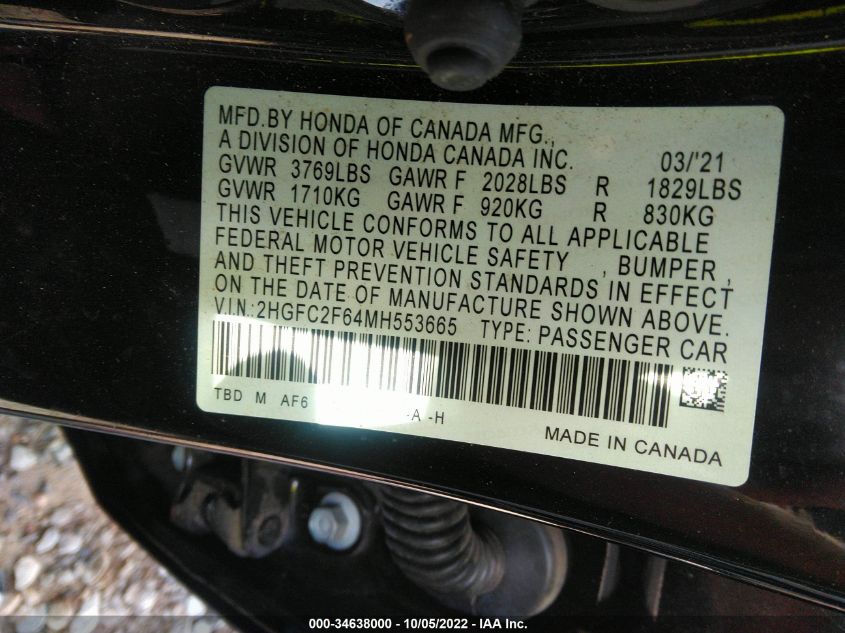 MFD.BY HONDA OF CANADA MFG.,
A DIVISION OF HONDA CANADA INC. 03/'21
GVWR 3769LBS GAWR F 2028LBS R 1829LBS
GVWR 1710KG GAWR F 920KG R 830KG
THIS VEHICLE CONFORMS TO ALL APPLICABLE
FEDERAL MOTOR VEHICLE SAFETY , BUMPER ,
AND THEFT PREVENTION STANDARDS IN EFFECT
ON THE DATE OF MANUFACTURE SHOWN ABOVE.
VIN.:2HGFC2F64MH553665 TYPE: PASSENGER CAR
TBD M AF6 -A -H
MADE IN CANADA
000-34638000 - 10/05/2022 - IAA Inc.